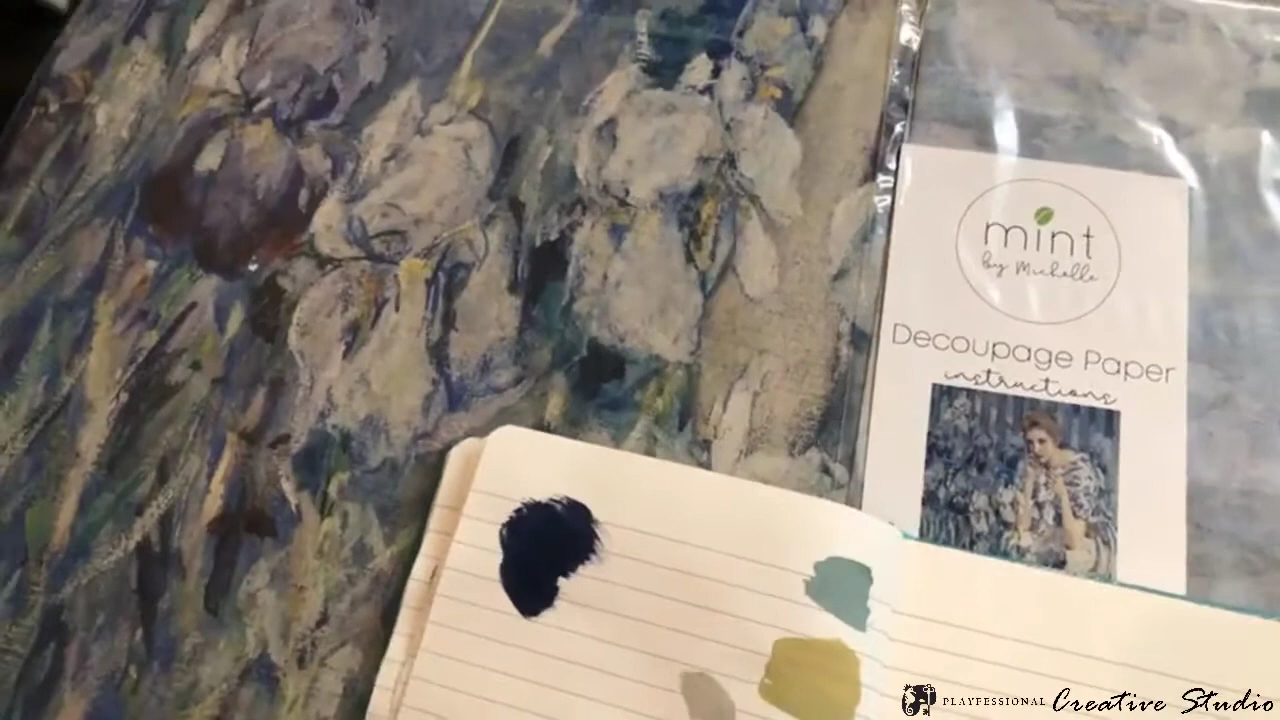 mint
by Michelle
Decoupage Paper
instructions
PLAYFESSIONAL Creative Studio